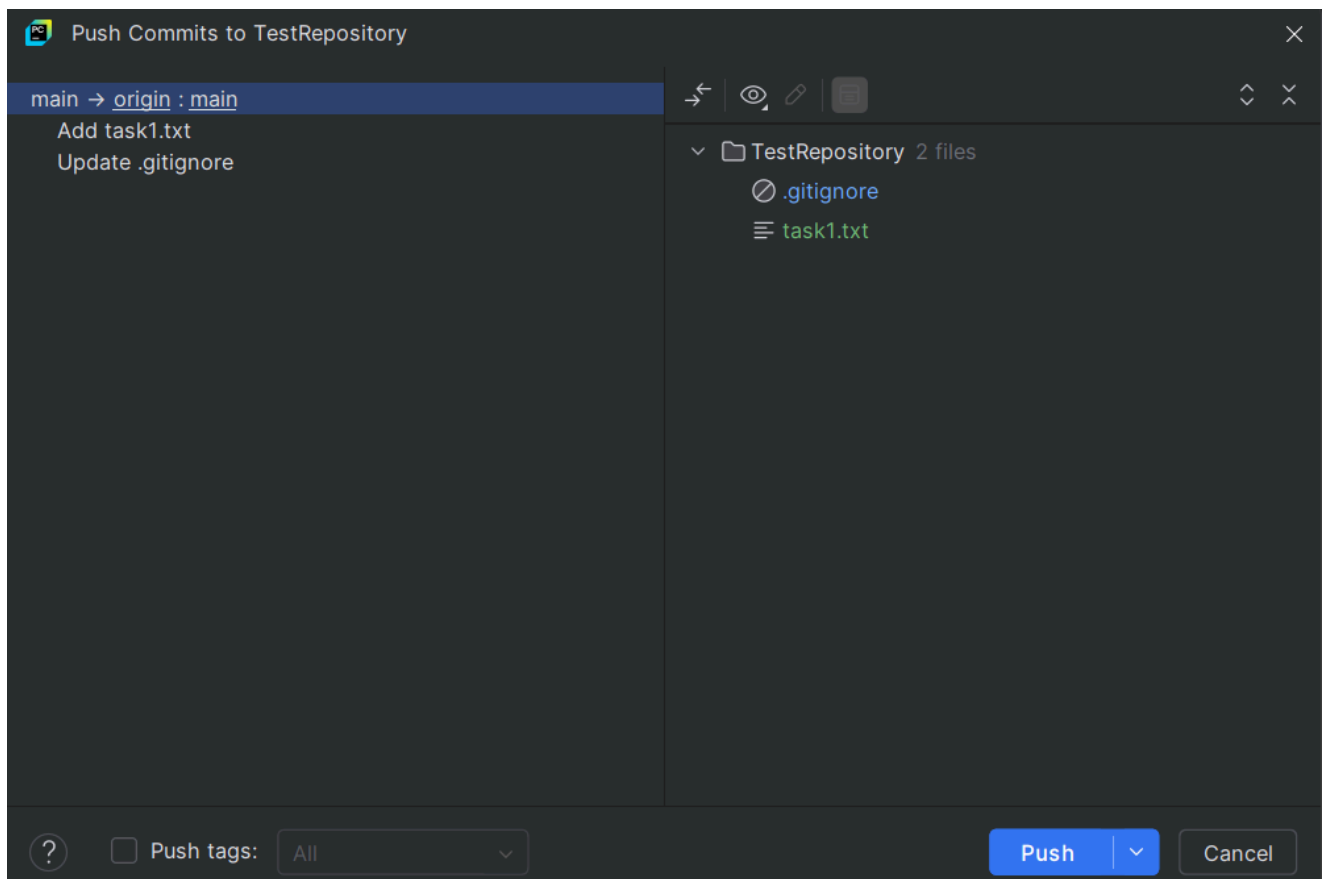 PC Push Commits to TestRepository
main → origin : main
Add task1.txt
Update .gitignore
TestRepository 2 files
.gitignore
task1.txt
? Push tags: All
Push
Cancel